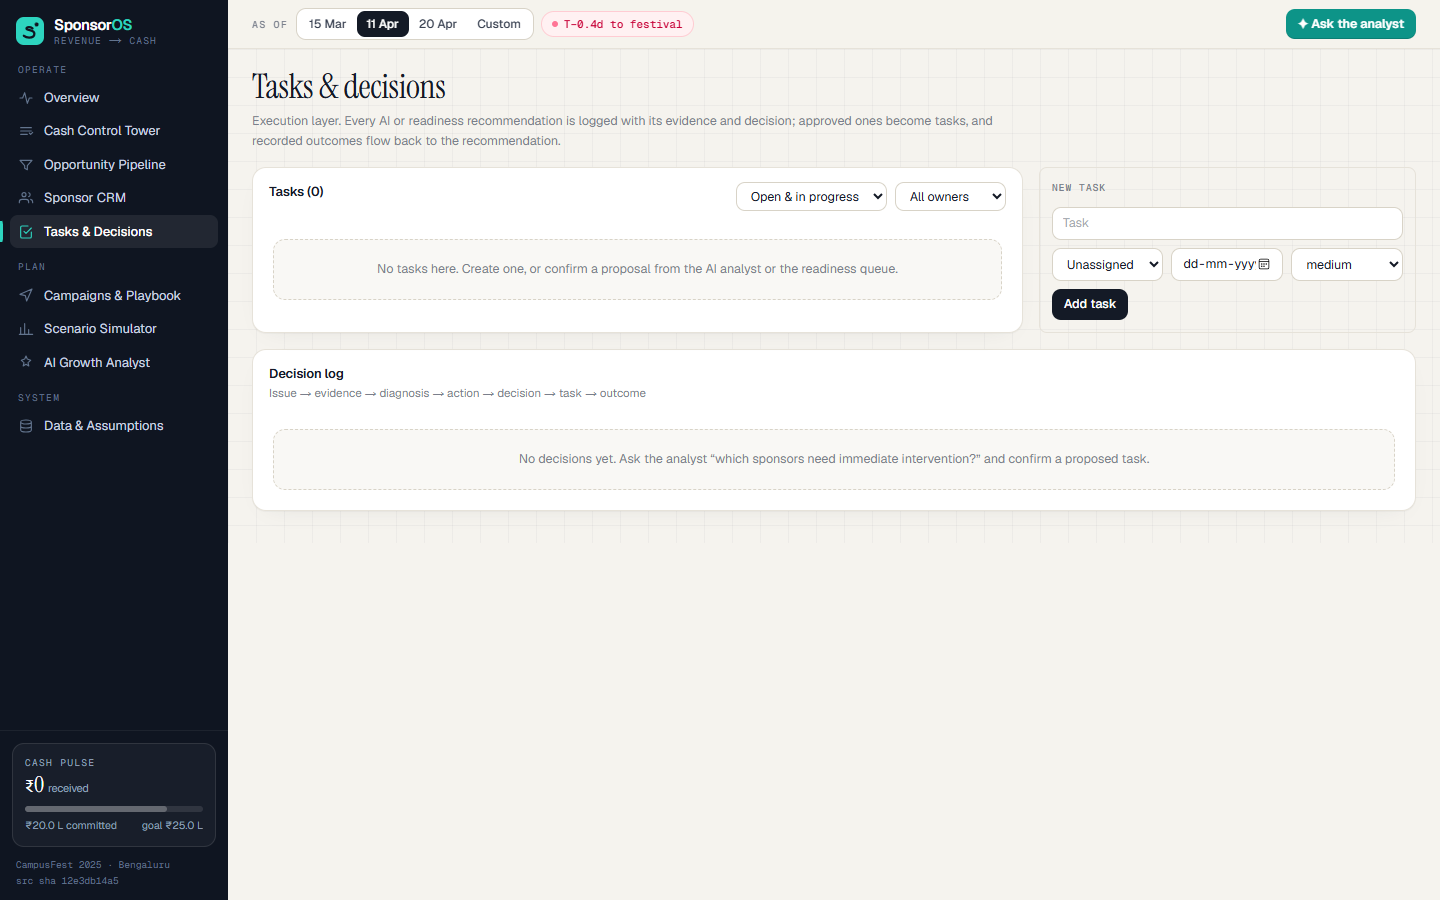 SponsorOS
REVENUE → CASH
OPERATE
Overview
Cash Control Tower
Opportunity Pipeline
Sponsor CRM
Tasks & Decisions
PLAN
Campaigns & Playbook
Scenario Simulator
AI Growth Analyst
SYSTEM
Data & Assumptions
CASH PULSE
₹0 received
₹20.0 L committed goal ₹25.0 L
CampusFest 2025 · Bengaluru
src sha 12e3db14a5
AS OF 15 Mar 11 Apr 20 Apr Custom T−0.4d to festival
✦ Ask the analyst
Tasks & decisions
Execution layer. Every AI or readiness recommendation is logged with its evidence and decision; approved ones become tasks, and
recorded outcomes flow back to the recommendation.
Tasks (0)
Open & in progress All owners
No tasks here. Create one, or confirm a proposal from the AI analyst or the readiness queue.
NEW TASK
Task
Unassigned dd-mm-yyy medium
Add task
Decision log
Issue → evidence → diagnosis → action → decision → task → outcome
No decisions yet. Ask the analyst “which sponsors need immediate intervention?” and confirm a proposed task.